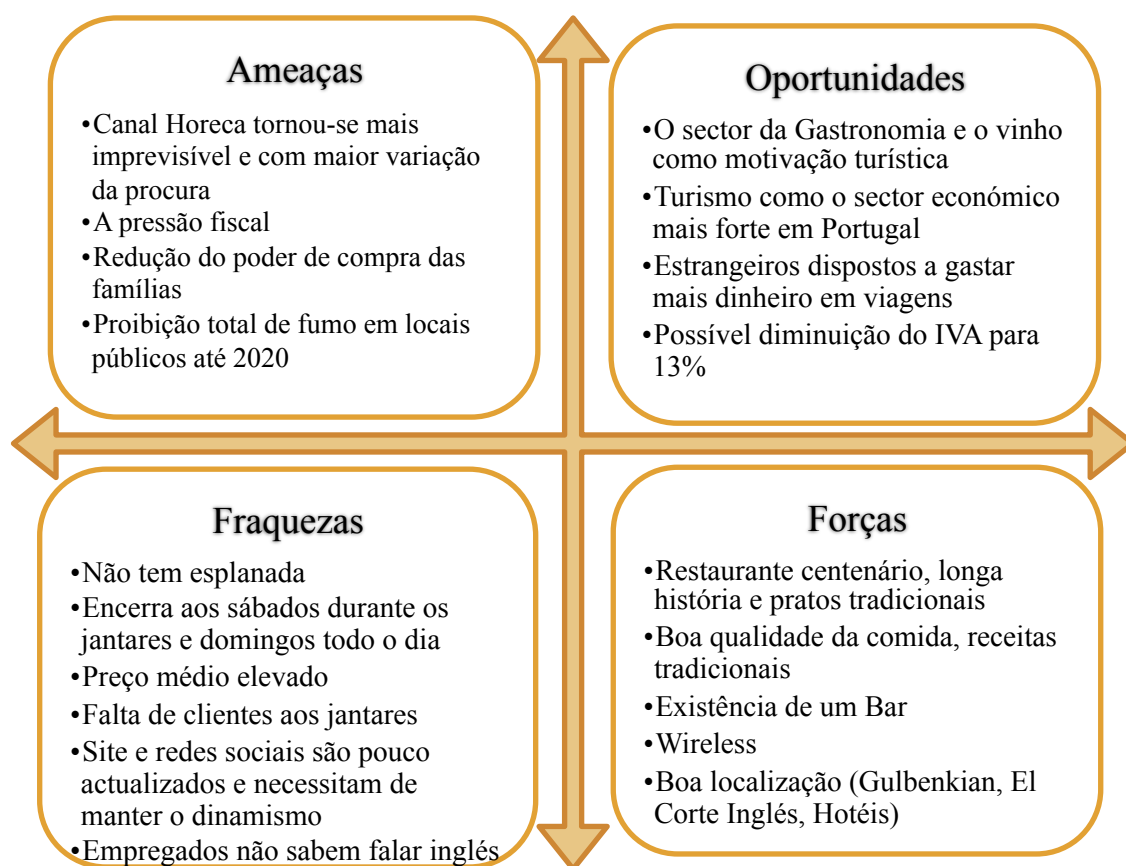 Ameaças
•Canal Horeca tornou-se mais
imprevisível e com maior variação
da procura
•A pressão fiscal
•Redução do poder de compra das
famílias
•Proibição total de fumo em locais
públicos até 2020
Oportunidades
•O sector da Gastronomia e o vinho
como motivação turística
•Turismo como o sector económico
mais forte em Portugal
•Estrangeiros dispostos a gastar
mais dinheiro em viagens
•Possível diminuição do IVA para
13%
Fraquezas
•Não tem esplanada
•Encerra aos sábados durante os
jantares e domingos todo o dia
•Preço médio elevado
•Falta de clientes aos jantares
•Site e redes sociais são pouco
actualizados e necessitam de
manter o dinamismo
•Empregados não sabem falar inglés
Forças
•Restaurante centenário, longa
história e pratos tradicionais
•Boa qualidade da comida, receitas
tradicionais
•Existência de um Bar
•Wireless
•Boa localização (Gulbenkian, El
Corte Inglés, Hotéis)